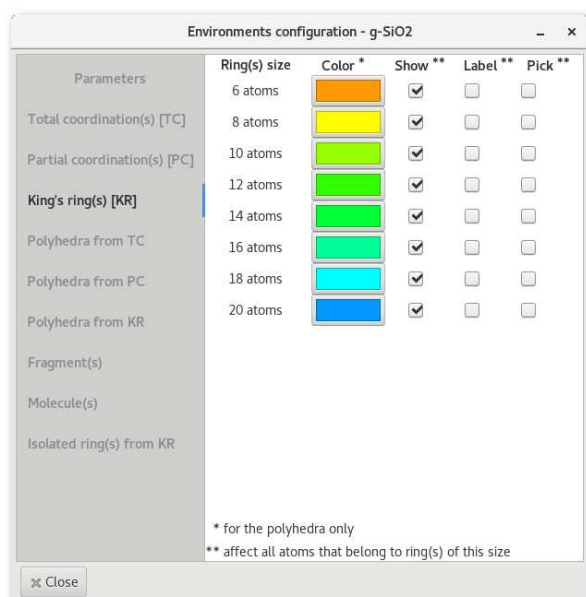 Environments configuration - g-SiO2
Parameters
Total coordination(s) [TC]
Partial coordination(s) [PC]
King's ring(s) [KR]
Polyhedra from TC
Polyhedra from PC
Polyhedra from KR
Fragment(s)
Molecule(s)
Isolated ring(s) from KR
Ring(s) size Color * Show ** Label ** Pick **
6 atoms
8 atoms
10 atoms
12 atoms
14 atoms
16 atoms
18 atoms
20 atoms
* for the polyhedra only
** affect all atoms that belong to ring(s) of this size
Close